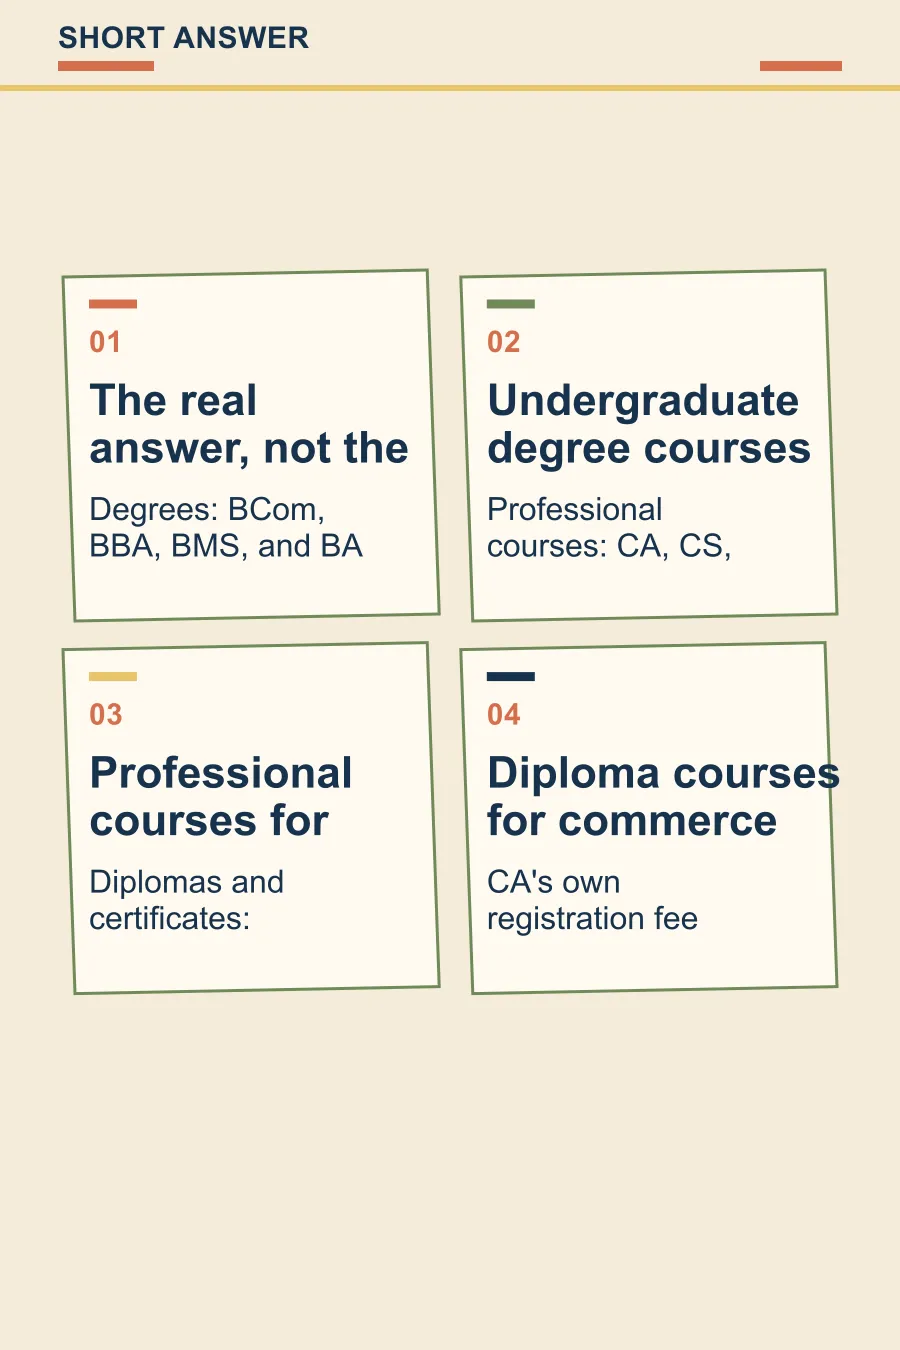 SHORT ANSWER
01
The real
answer, not the
Degrees: BCom,
BBA, BMS, and BA
02
Undergraduate
degree courses
Professional
courses: CA, CS,
03
Professional
courses for
Diplomas and
certificates:
04
Diploma courses
for commerce
CA's own
registration fee